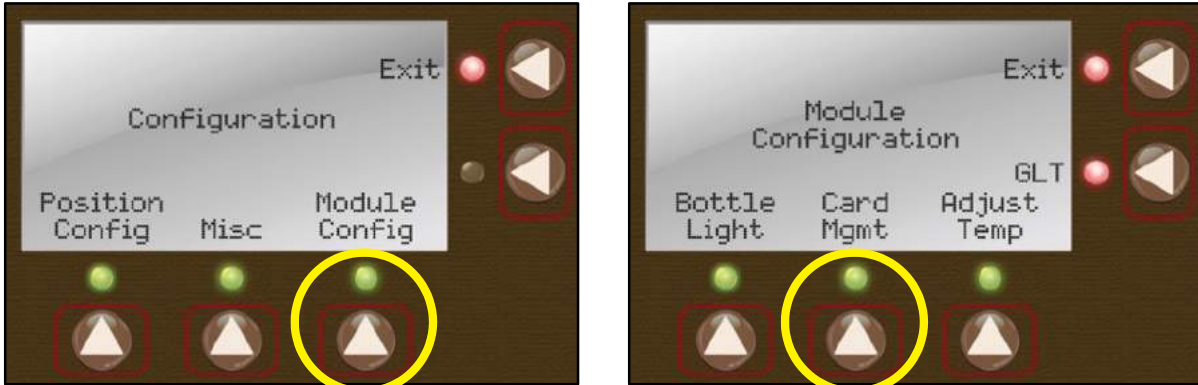 Exit
Configuration
Position Config
Misc
Module Config
Exit
Module
Configuration
GLT
Bottle Light
Card Mgmt
Adjust Temp